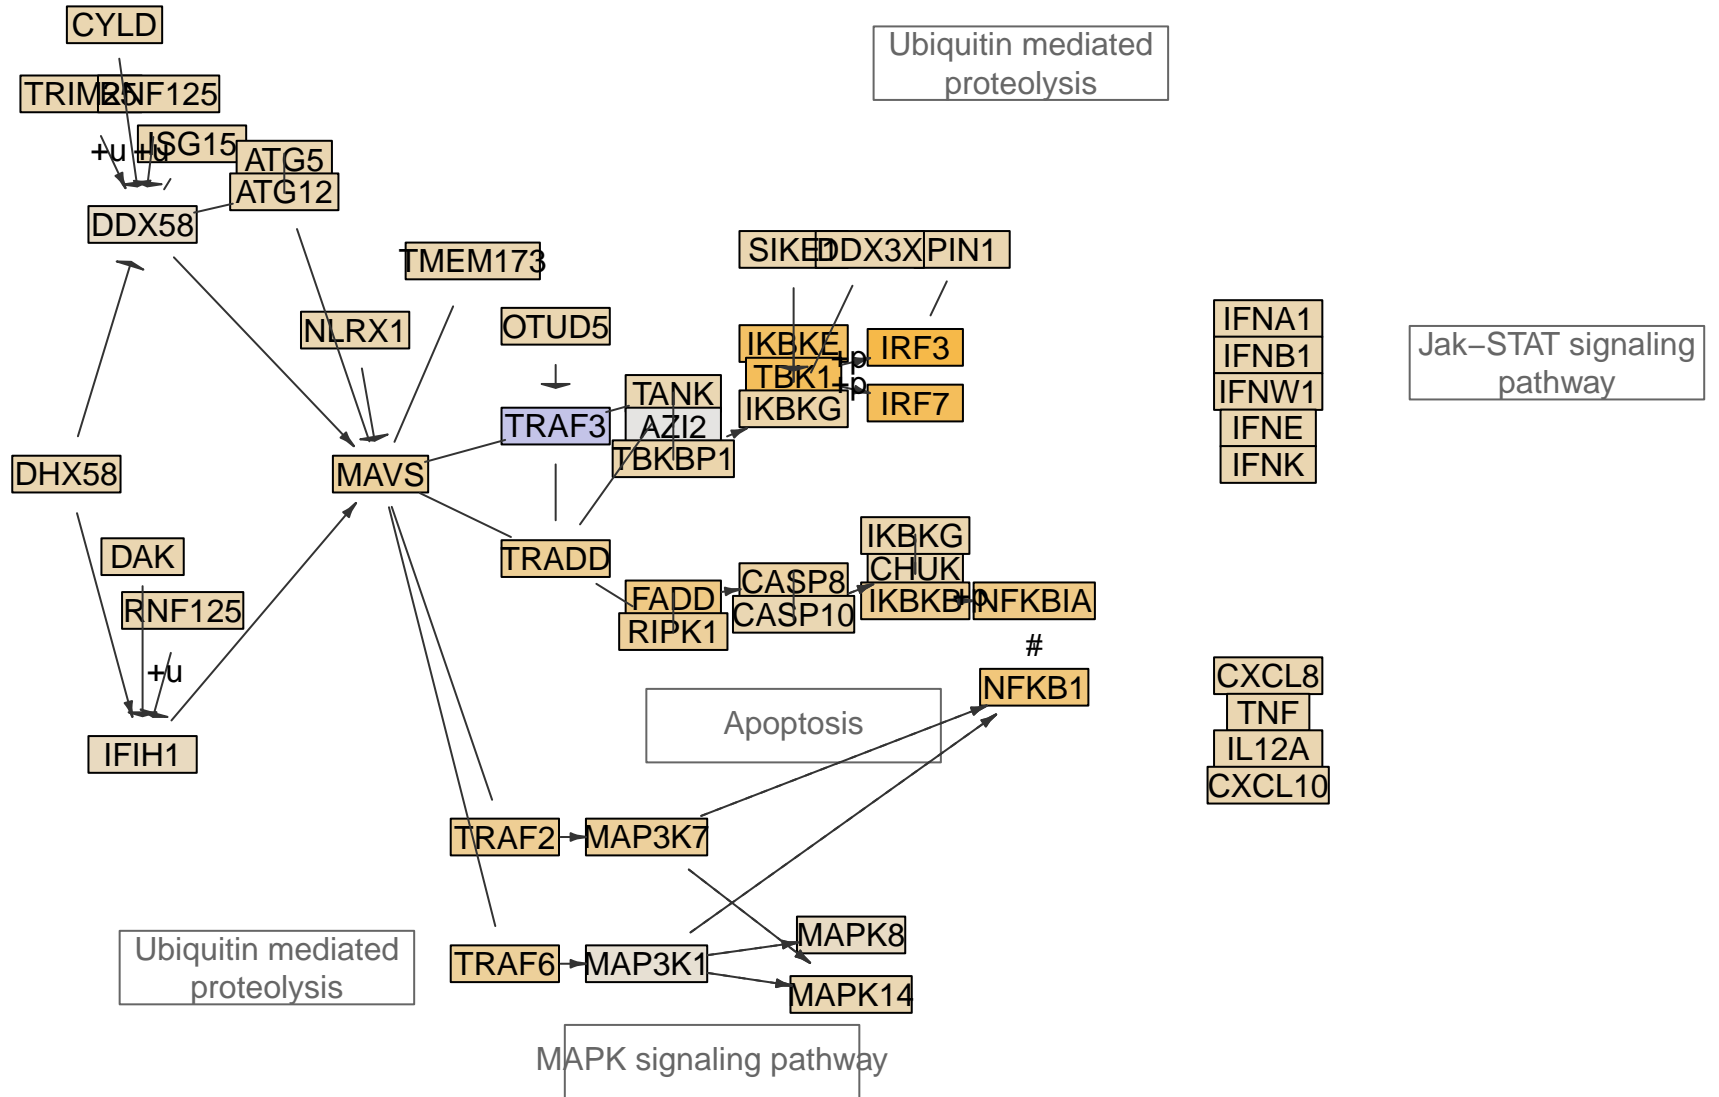 CYLD
Ubiquitin mediated
proteolysis
TRIM25
RNF125
ISG15
+u
+u
ATG5
ATG12
DDX58
TMEM173
SIKE1
DDX3X
PIN1
NLRX1
OTUD5
IKBKE
+p
IRF3
TBK1
+p
IKBKG
IRF7
IFNA1
IFNB1
IFNW1
IFNE
IFNK
Jak−STAT signaling
pathway
TANK
TRAF3
AZI2
TBKBP1
DHX58
MAVS
DAK
RNF125
+u
IFIH1
TRADD
FADD
RIPK1
CASP8
CASP10
IKBKG
CHUK
IKBKB
+p
NFKBIA
#
NFKB1
Apoptosis
CXCL8
TNF
IL12A
CXCL10
TRAF2
MAP3K7
TRAF6
MAP3K1
MAPK8
MAPK14
Ubiquitin mediated
proteolysis
MAPK signaling pathway